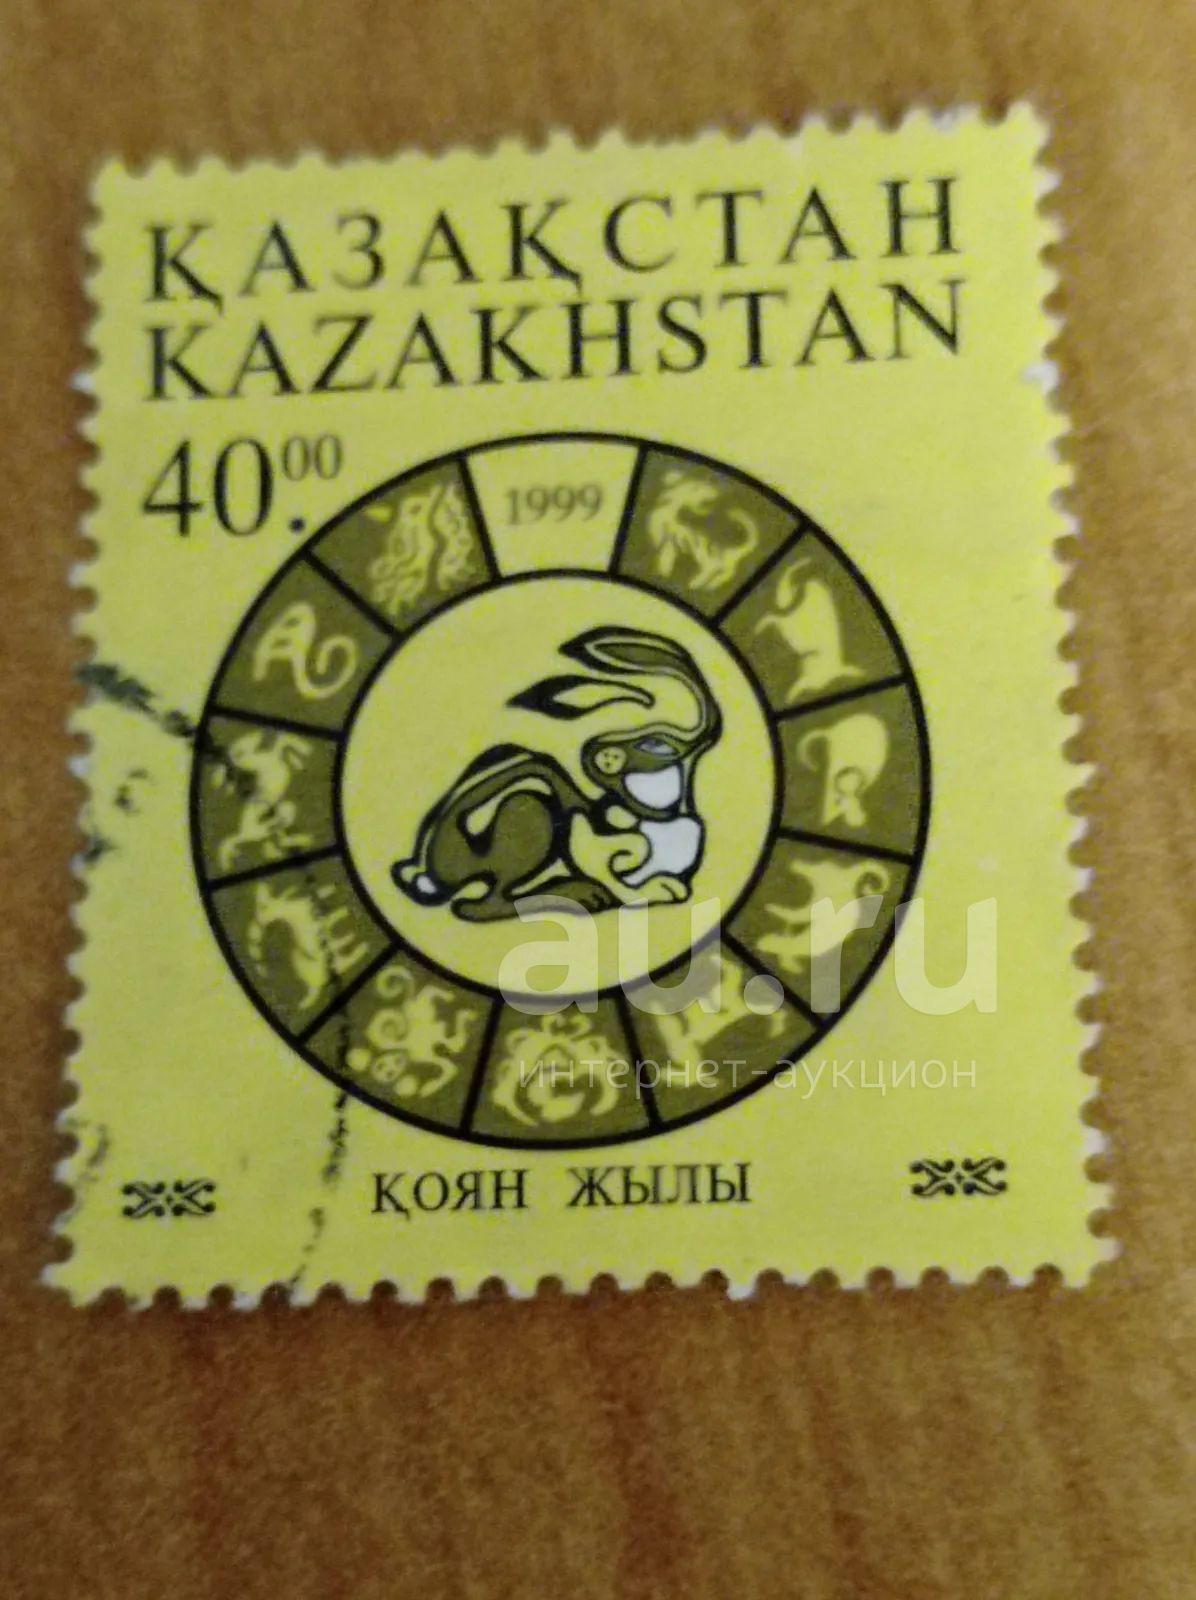 ҚАЗАҚСТАН
KAZAKHSTAN
40.00
1999
au.ru
интернет-аукцион
ҚОЯН ЖЫЛЫ